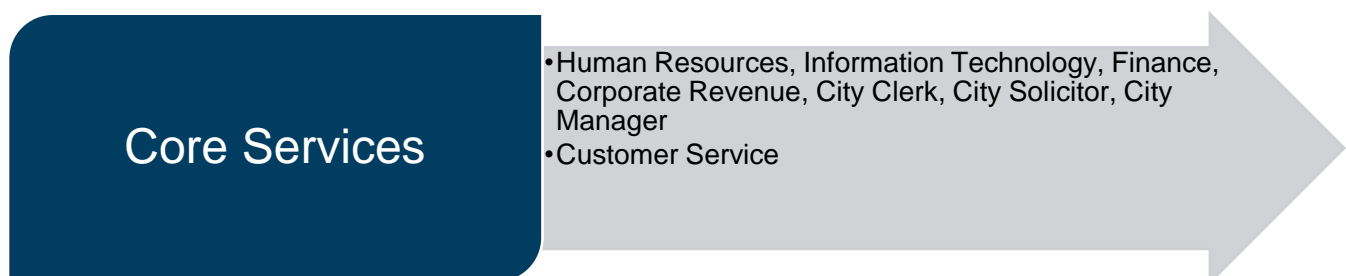 Core Services
•Human Resources, Information Technology, Finance,
Corporate Revenue, City Clerk, City Solicitor, City
Manager
•Customer Service